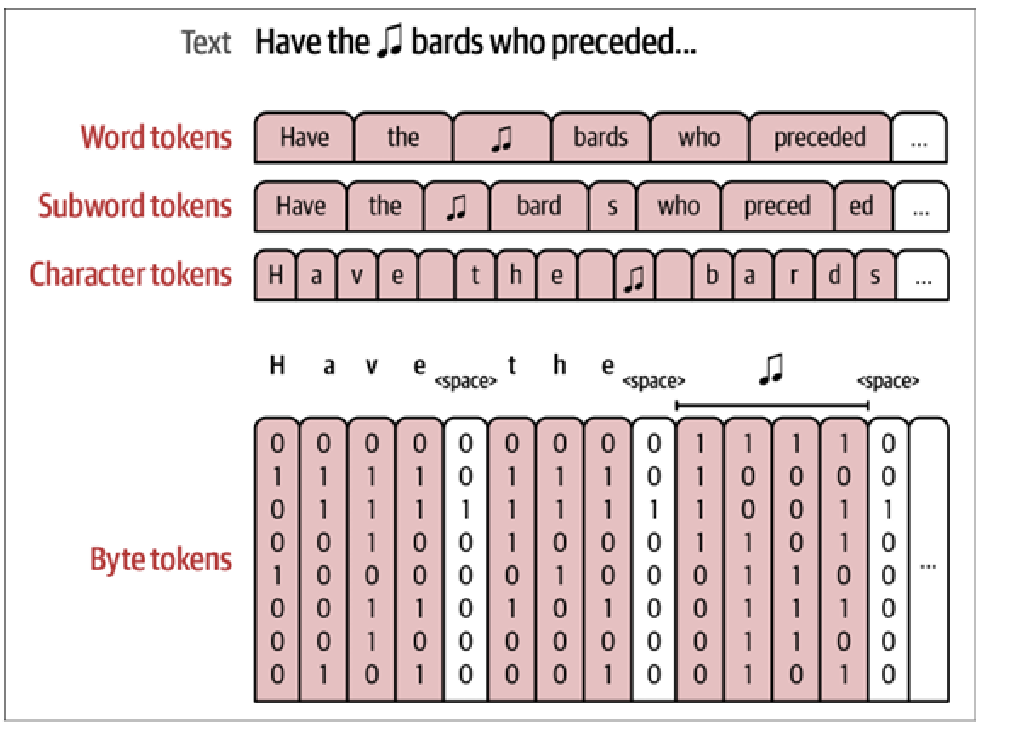 Text Have the ♫ bards who preceded...
Word tokens Have the ♫ bards who preceded ...
Subword tokens Have the ♫ bard s who preced ed ...
Character tokens H a v e t h e ♫ b a r d s ...
H a v e <space> t h e <space> ♫ <space>
0 0 0 0 0 0 0 0 0 1 1 1 1 0
1 1 1 1 0 1 1 1 0 1 0 0 0 0
0 1 1 1 1 1 1 1 1 1 0 0 1 1
0 0 1 0 0 1 0 0 0 1 1 0 1 0
Byte tokens ...
1 0 0 0 0 0 1 0 0 0 1 1 0 0
0 0 1 1 0 1 0 1 0 0 1 1 1 0
0 0 1 0 0 0 0 0 0 0 1 1 0 0
0 1 0 1 0 0 0 1 0 0 1 0 1 0